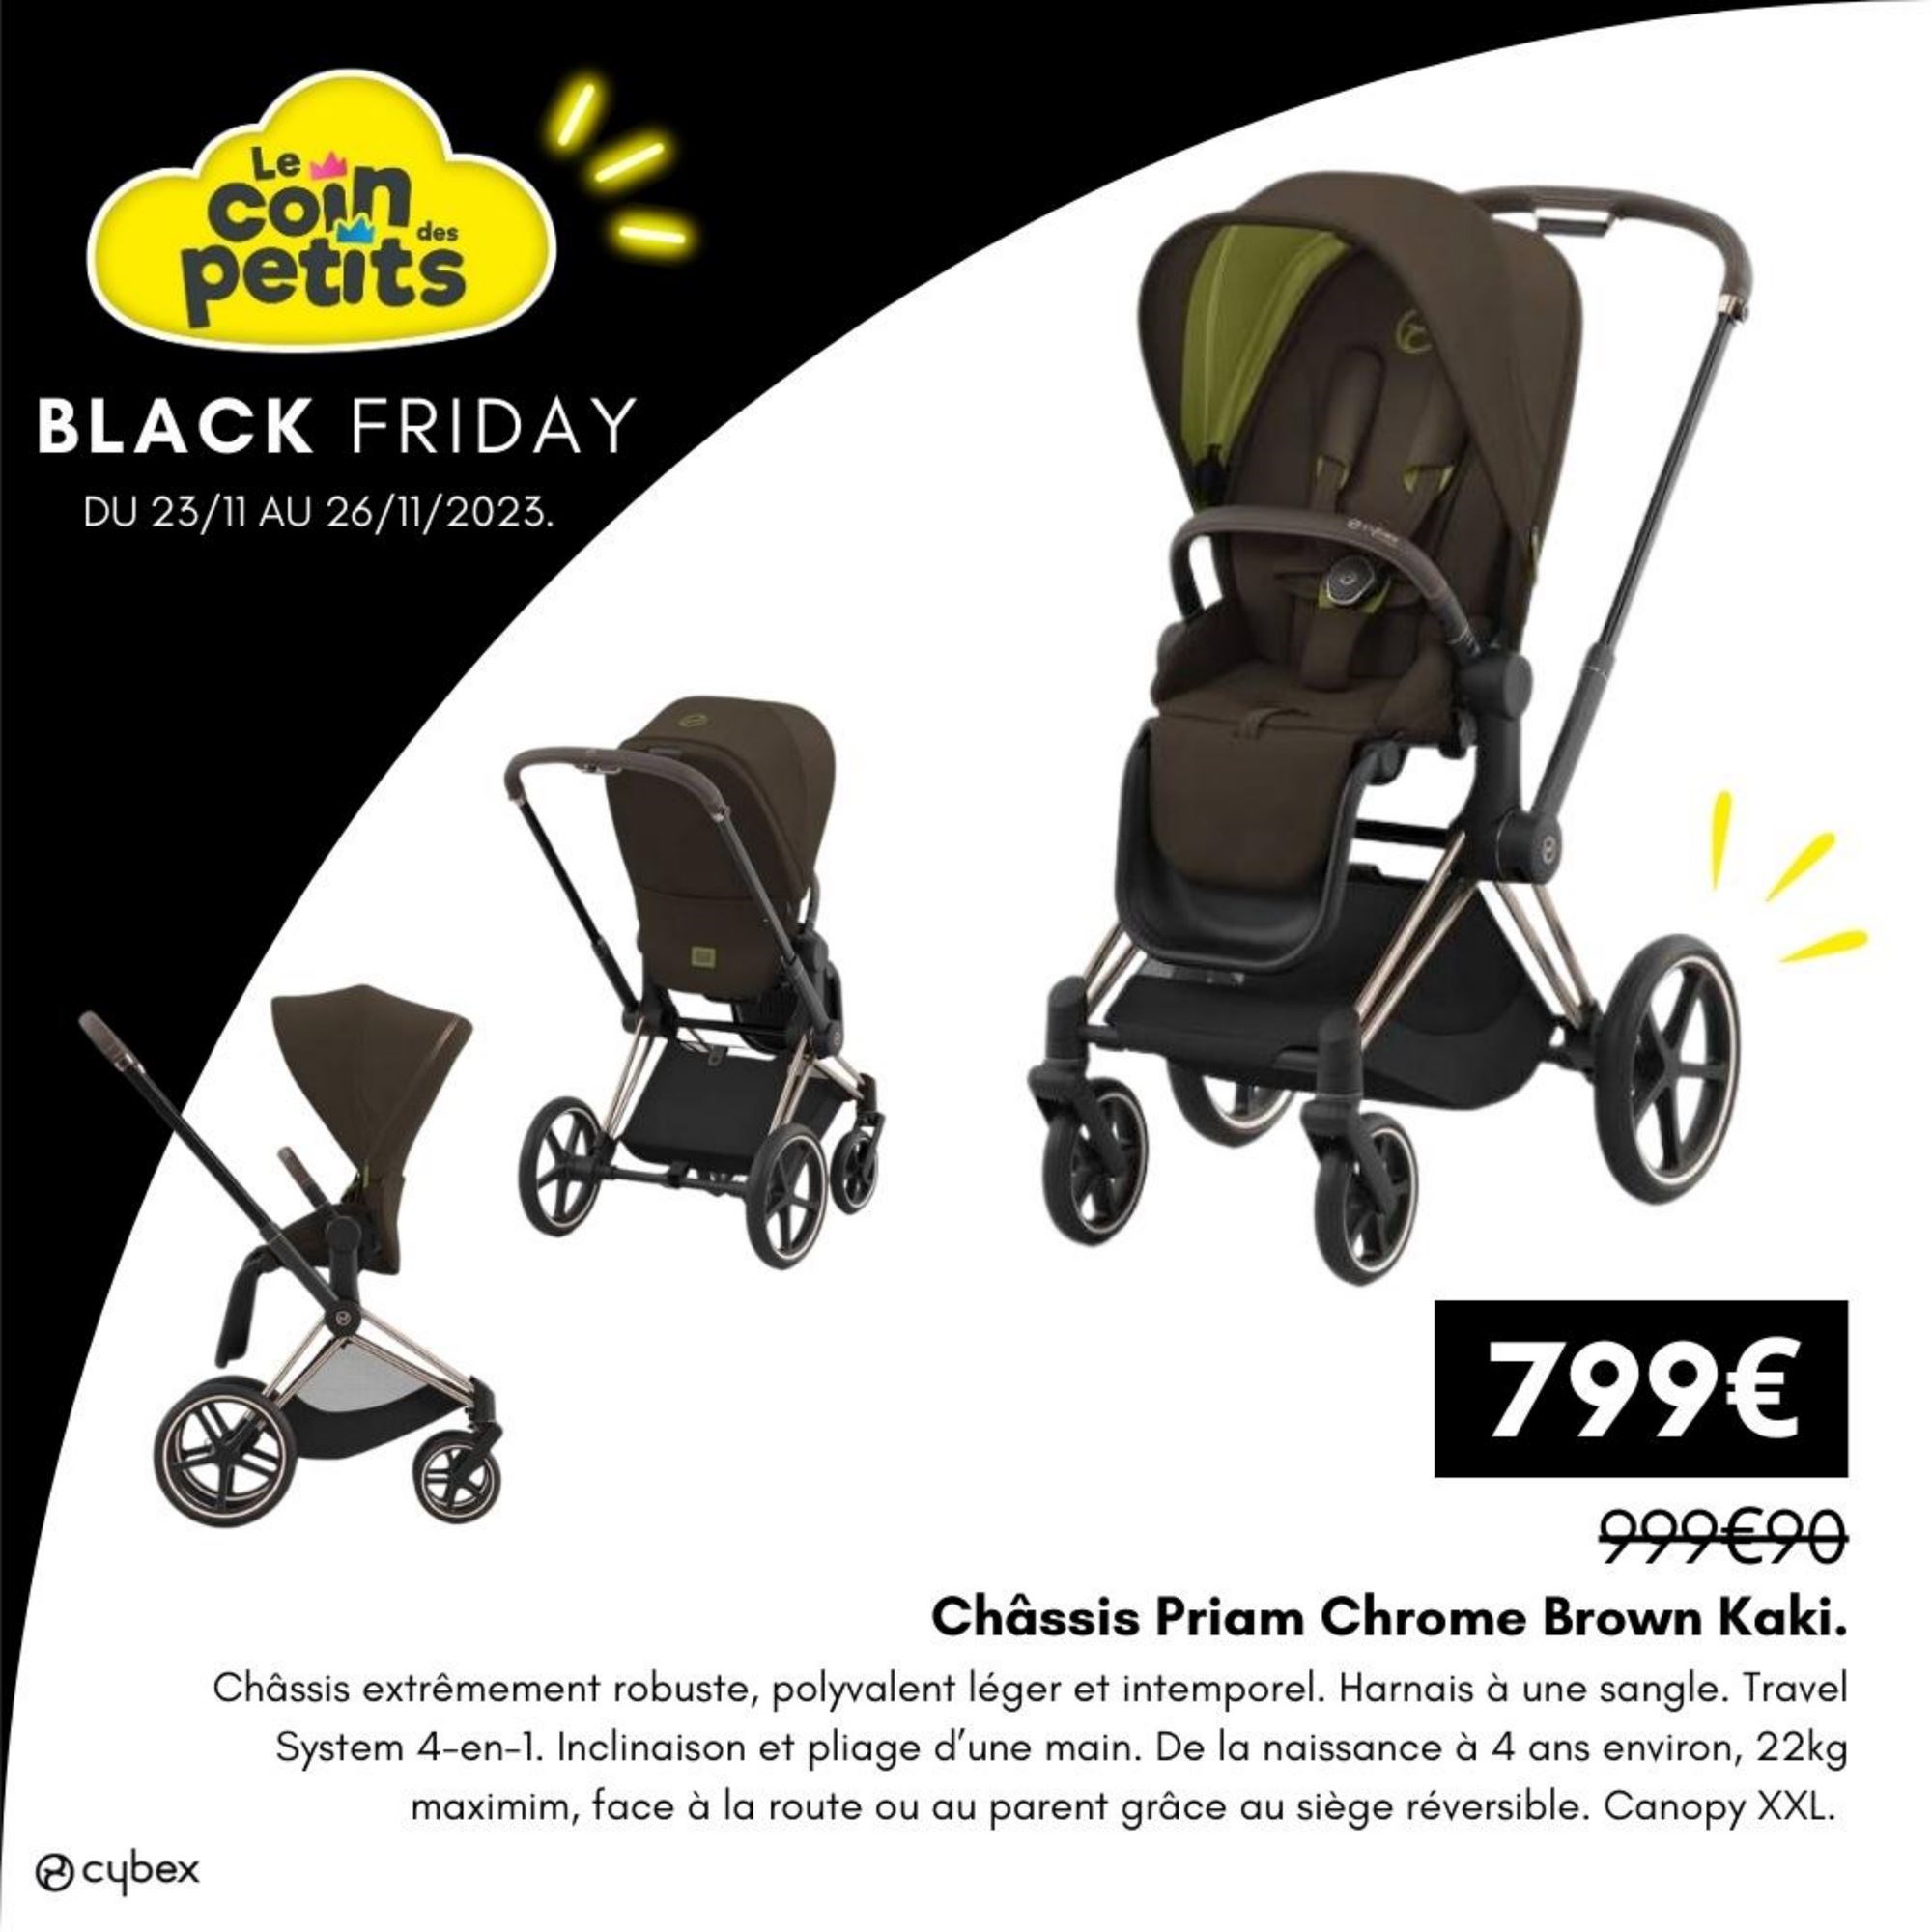 Le
coin
des
petits
BLACK FRIDAY
DU 23/11 AU 26/11/2023.
cybex
799€
999€90
Châssis Priam Chrome Brown Kaki.
Châssis extrêmement robuste, polyvalent léger et intemporel. Harnais à une sangle. Travel
System 4-en-1. Inclinaison et pliage d'une main. De la naissance à 4 ans environ, 22kg
maximim, face à la route ou au parent grâce au siège réversible. Canopy XXL.
cybex